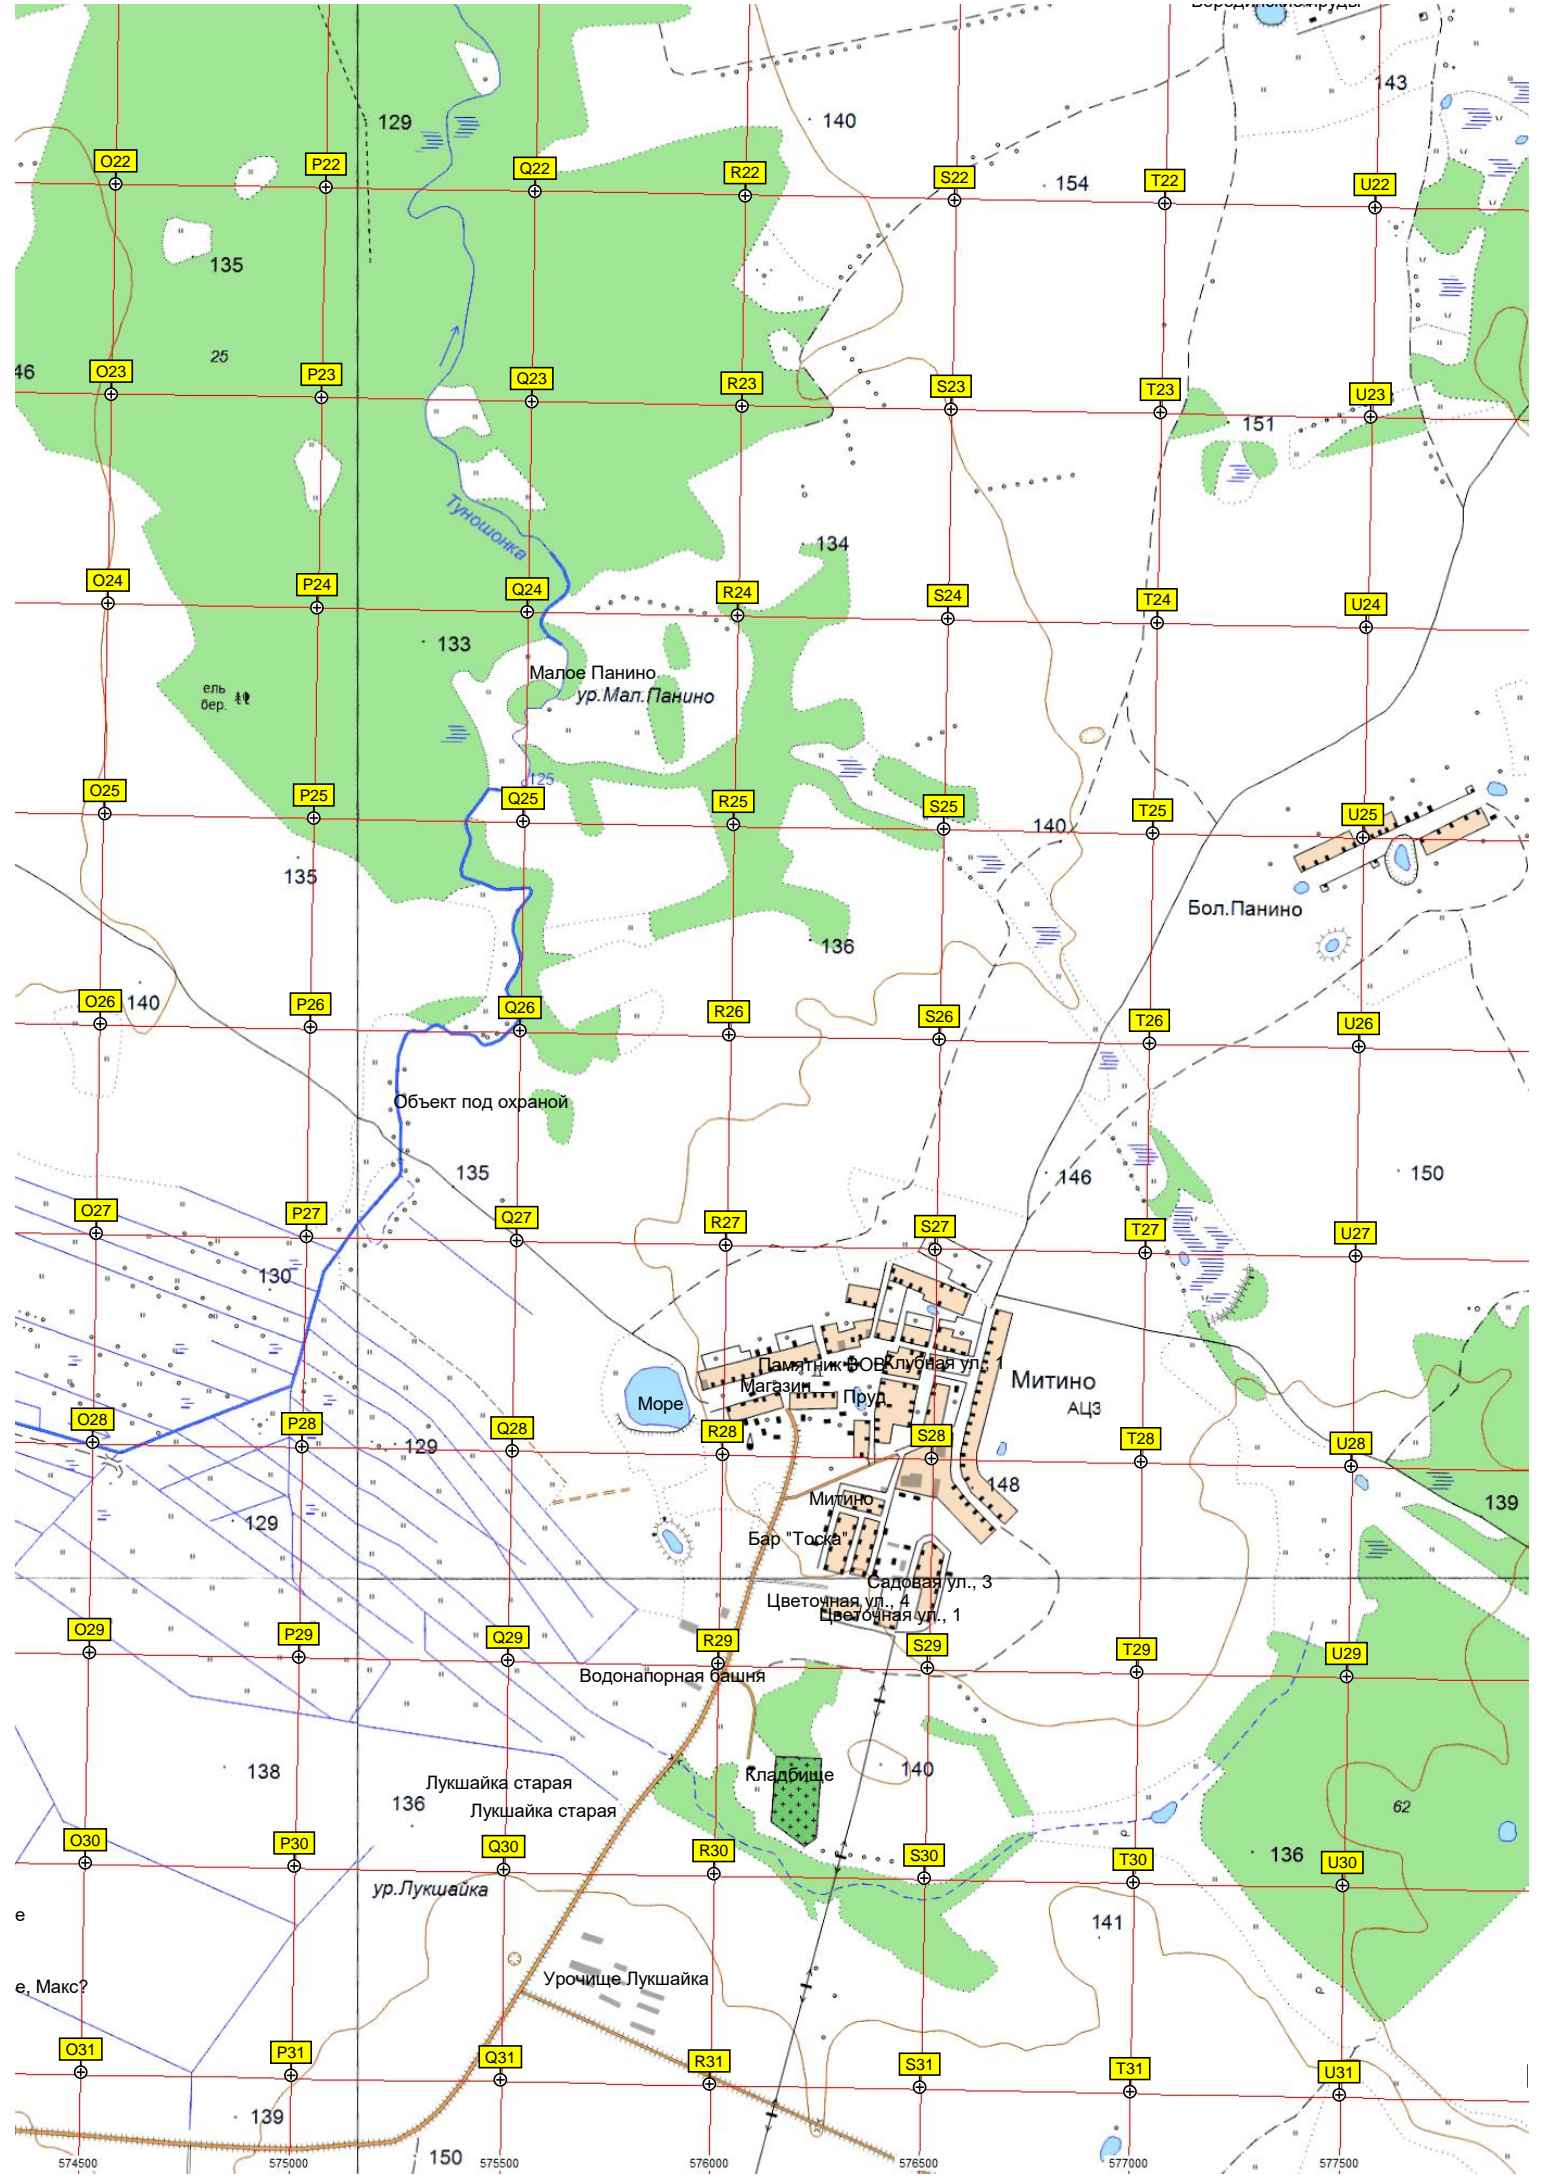 143
129
140
O22
P22
Q22
R22
S22
154
T22
U22
135
25
46
O23
P23
Q23
R23
S23
T23
U23
151
Туношонка
134
O24
P24
Q24
R24
S24
T24
U24
133
ель
бер.
Малое Панино
ур.Мал.Панино
125
O25
P25
Q25
R25
S25
140
T25
U25
135
Бол.Панино
136
O26
140
P26
Q26
R26
S26
T26
U26
Объект под охраной
135
146
150
O27
P27
Q27
R27
S27
T27
U27
130
Памятник ВОВ
Клубная ул., 1
Магазин
Пруд
Митино
АЦЗ
Море
O28
P28
Q28
R28
S28
T28
U28
129
148
139
Митино
129
Бар "Тоска"
Садовая ул., 3
Цветочная ул., 4
Цветочная ул., 1
O29
P29
Q29
R29
S29
T29
U29
Водонапорная башня
138
Лукшайка старая
136
Лукшайка старая
Кладбище
140
62
O30
P30
Q30
R30
S30
T30
136
U30
ур.Лукшайка
е
141
е, Макс?
Урочище Лукшайка
O31
P31
Q31
R31
S31
T31
U31
139
150
574500
575000
575500
576000
576500
577000
577500